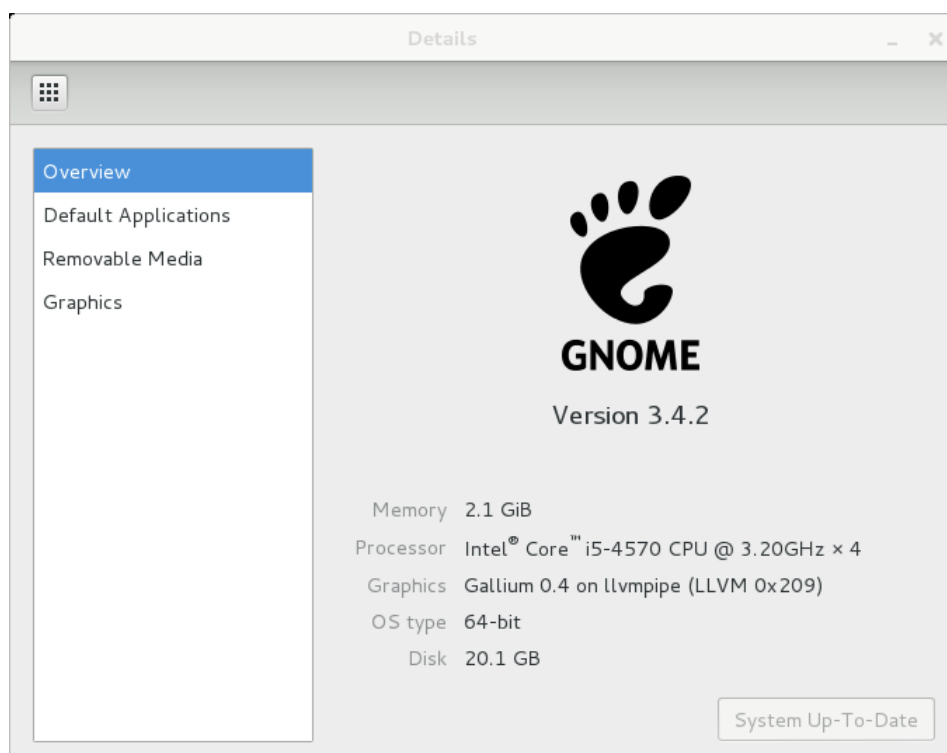 Details
Overview
Default Applications
Removable Media
Graphics
GNOME
Version 3.4.2
Memory 2.1 GiB
Processor Intel® Core™ i5-4570 CPU @ 3.20GHz × 4
Graphics Gallium 0.4 on llvmpipe (LLVM 0x209)
OS type 64-bit
Disk 20.1 GB
System Up-To-Date